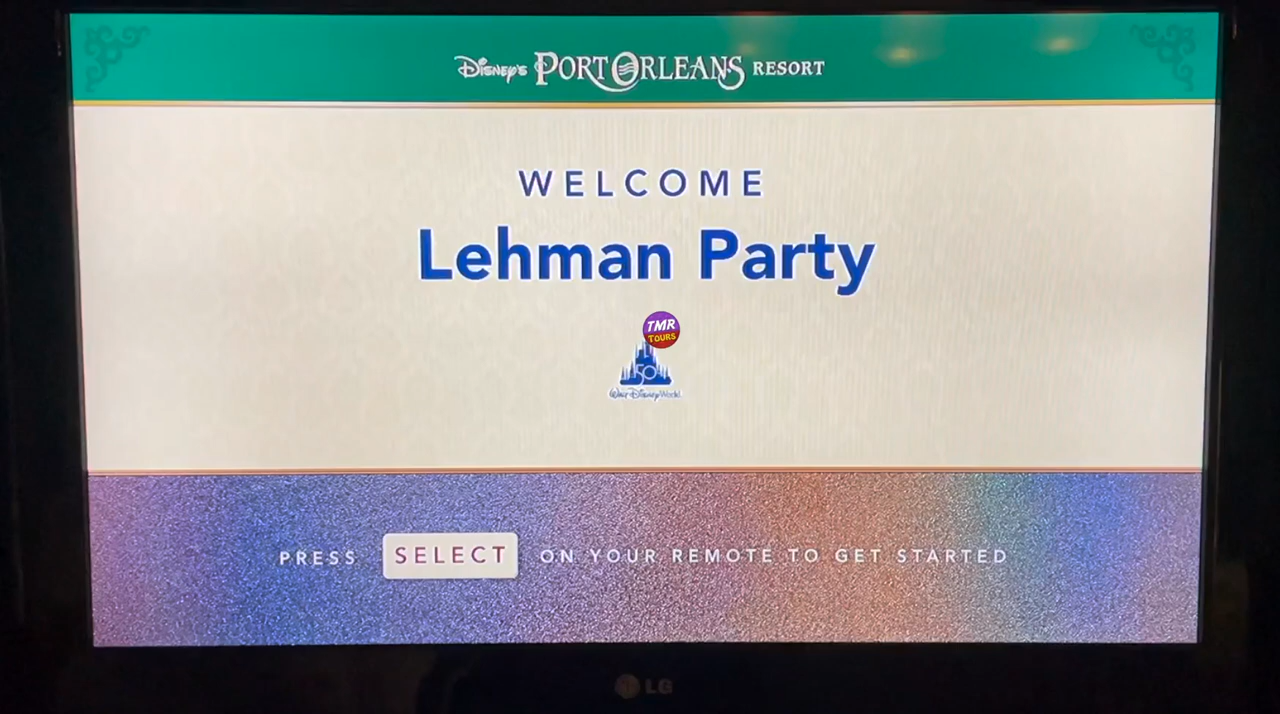 Disney's PORT ORLEANS RESORT
WELCOME
Lehman Party
TMR
TOURS
50
Walt Disney World
PRESS SELECT ON YOUR REMOTE TO GET STARTED
LG